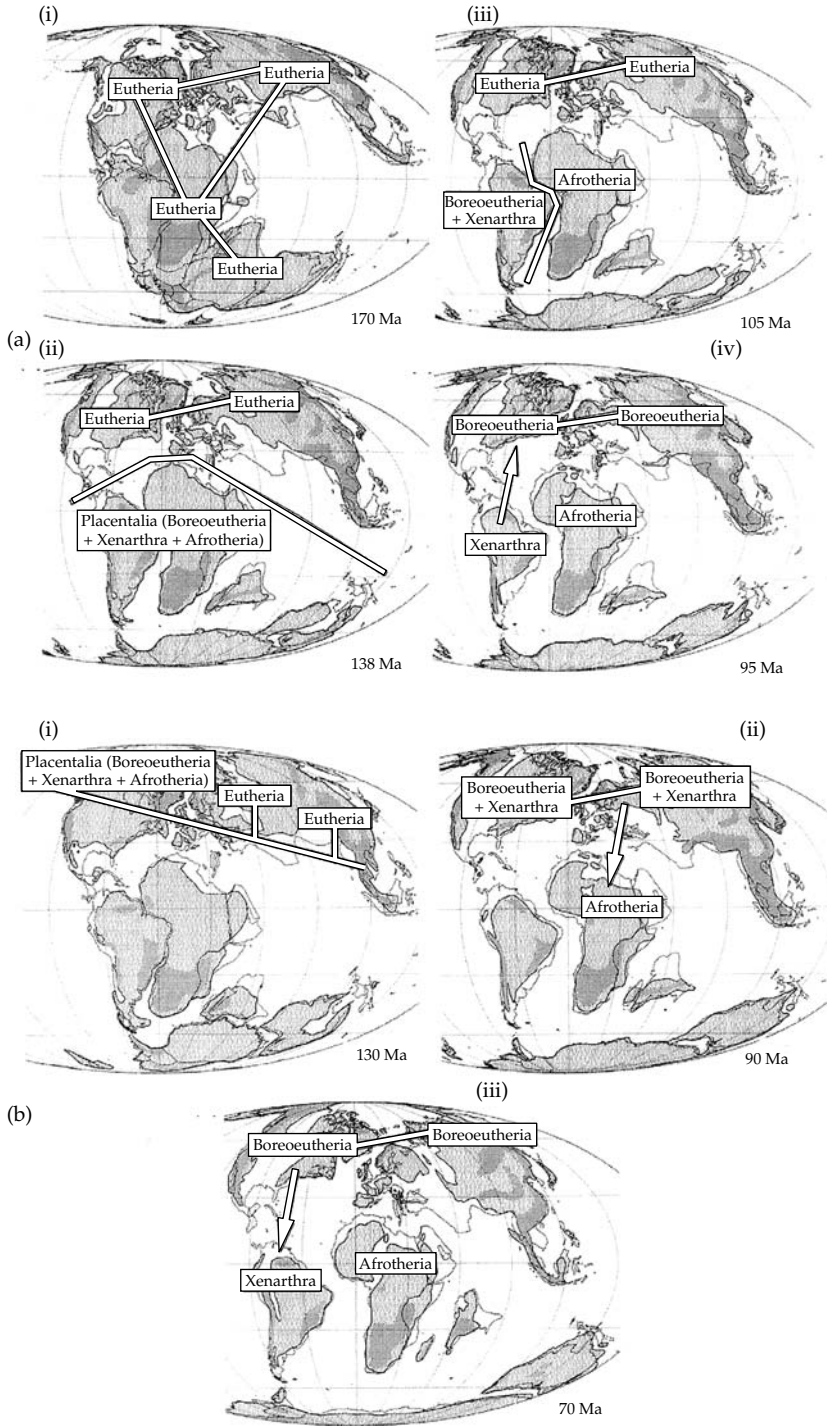 (i)
Eutheria
Eutheria
Eutheria
Eutheria
170 Ma
(iii)
Eutheria
Eutheria
Afrotheria
Boreoeutheria
+ Xenarthra
105 Ma
(a)
(ii)
Eutheria
Eutheria
Placentalia (Boreoeutheria
+ Xenarthra + Afrotheria)
138 Ma
(iv)
Boreoeutheria
Boreoeutheria
Afrotheria
Xenarthra
95 Ma
(i)
Placentalia (Boreoeutheria
+ Xenarthra + Afrotheria)
Eutheria
Eutheria
130 Ma
(ii)
Boreoeutheria
+ Xenarthra
Boreoeutheria
+ Xenarthra
Afrotheria
90 Ma
(b)
(iii)
Boreoeutheria
Boreoeutheria
Xenarthra
Afrotheria
70 Ma